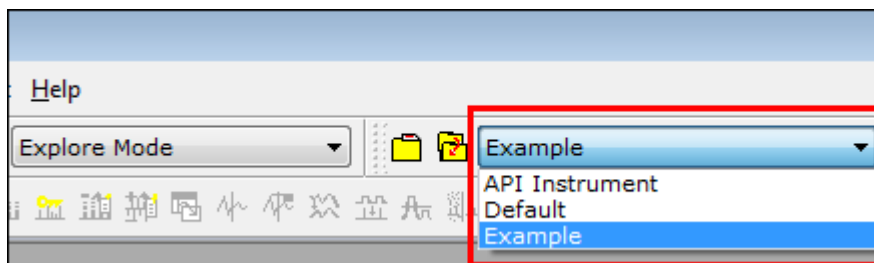 Help
Explore Mode
Example
API Instrument
Default
Example